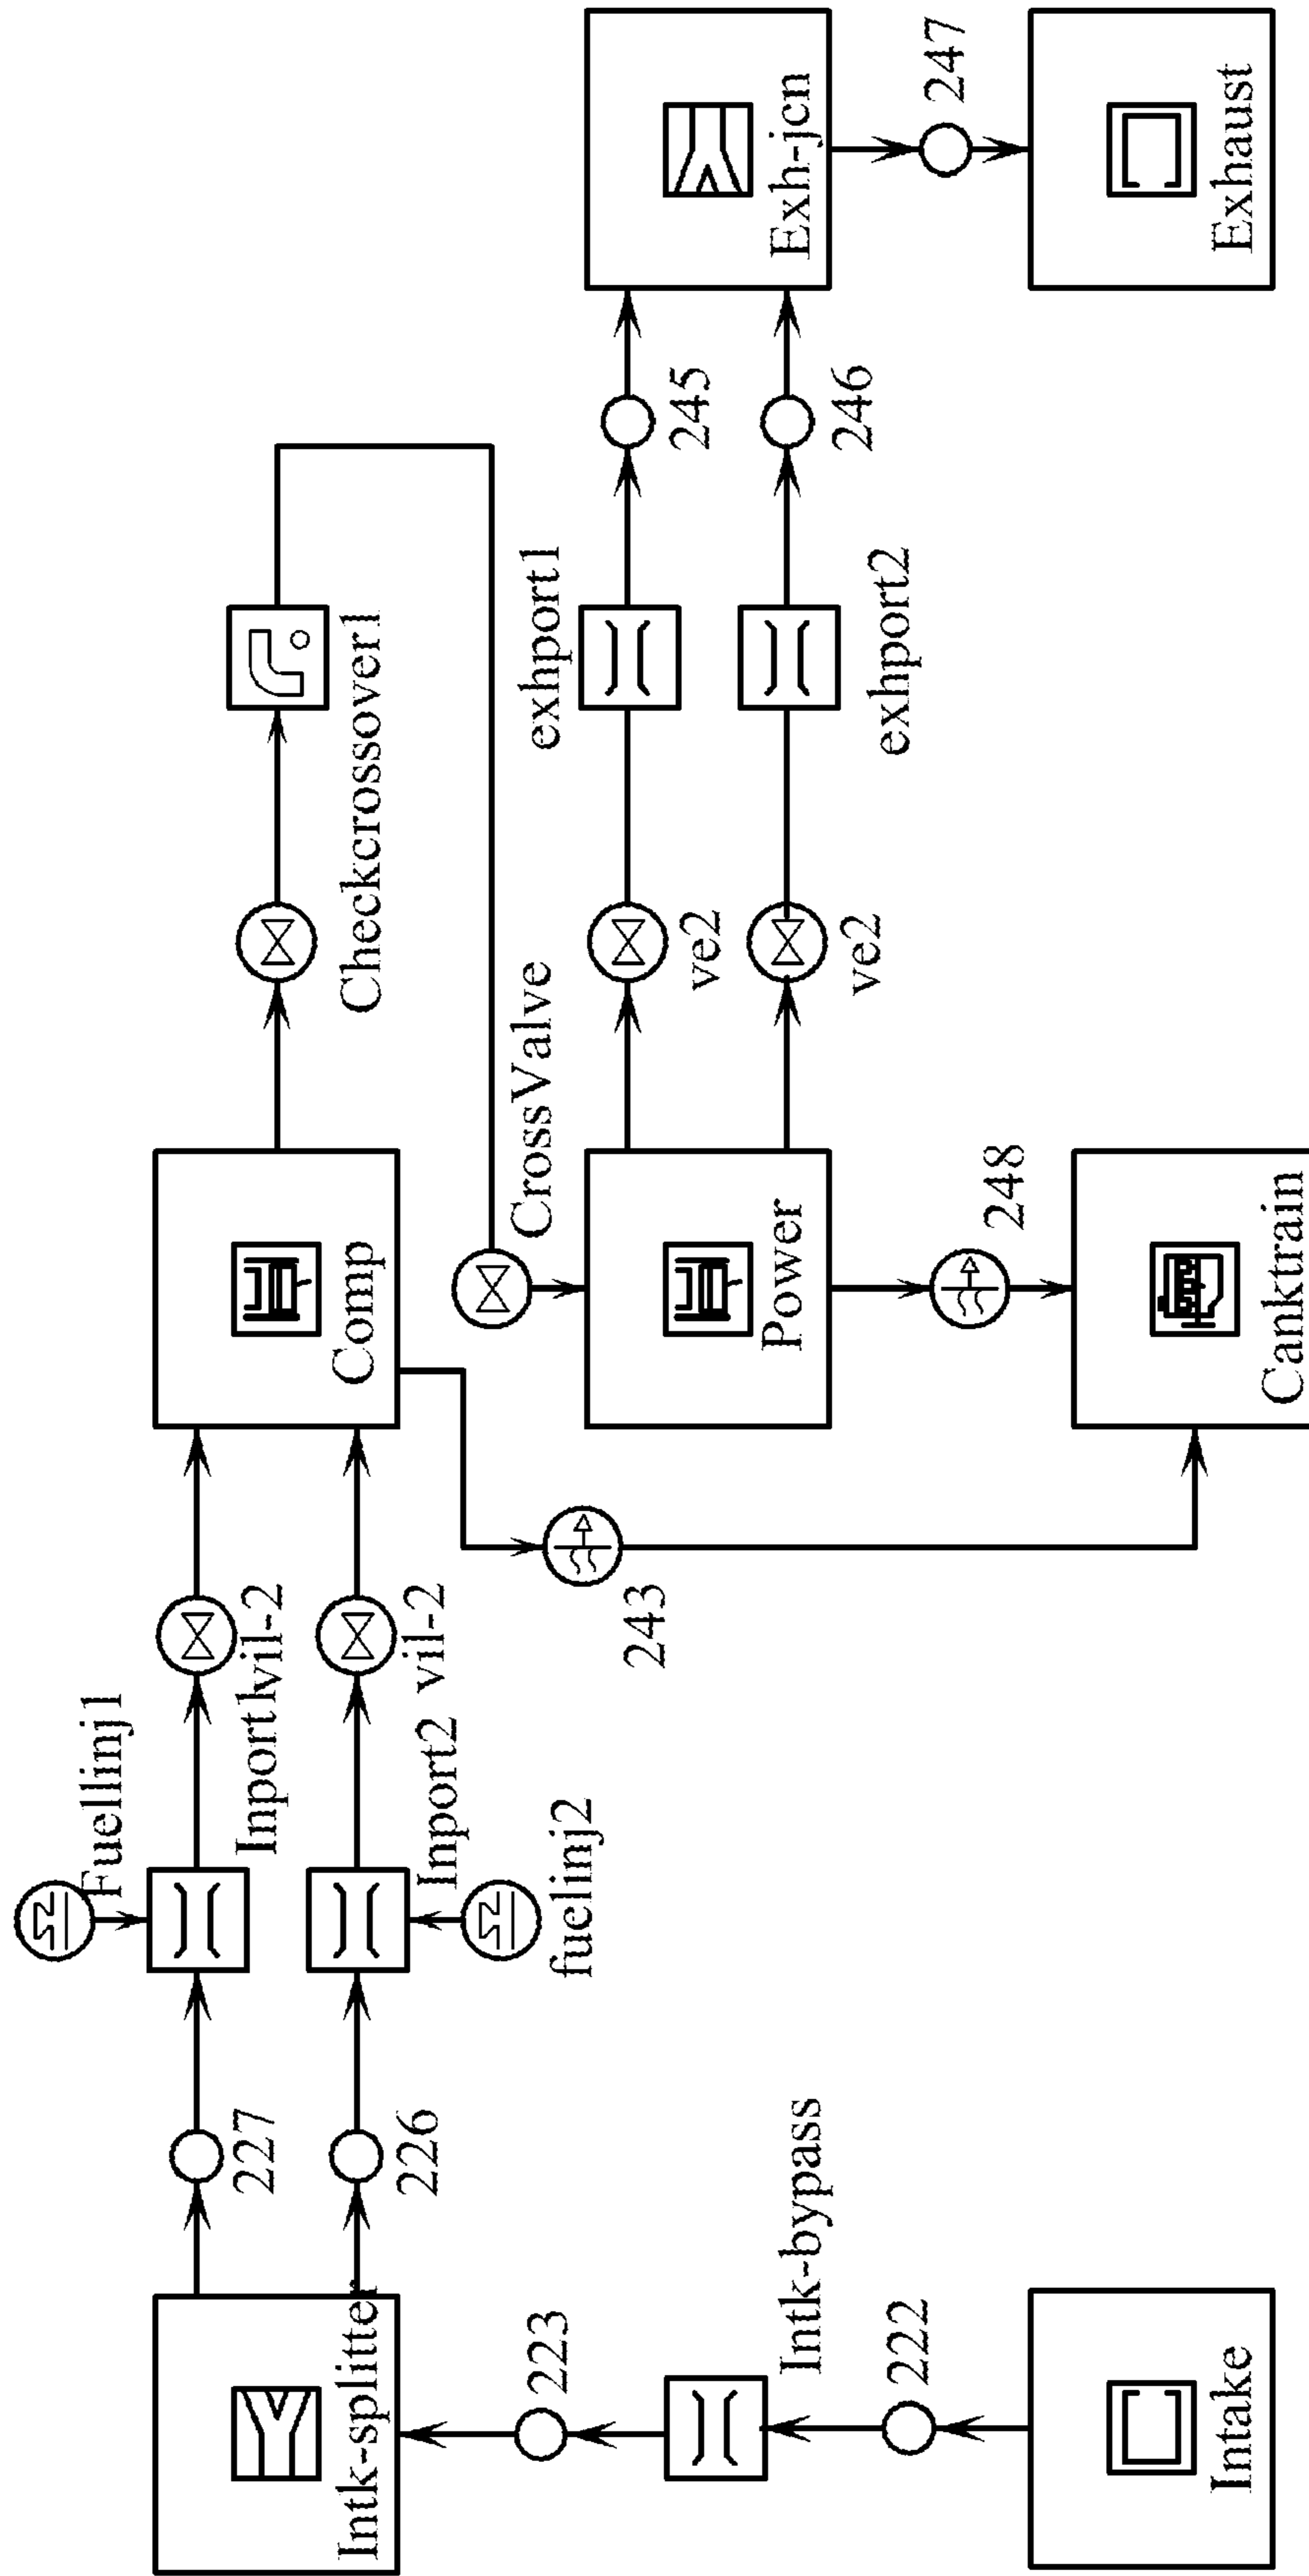 Fuellinj1
Inport1
vil-2
227
Intk-splitter
226
Inport2
vil-2
fuelinj2
Comp
Checkcrossover1
223
Intk-bypass
222
Intake
243
CrossValve
Power
248
Canktrain
ve2
exhport1
245
ve2
exhport2
246
Exh-jcn
247
Exhaust